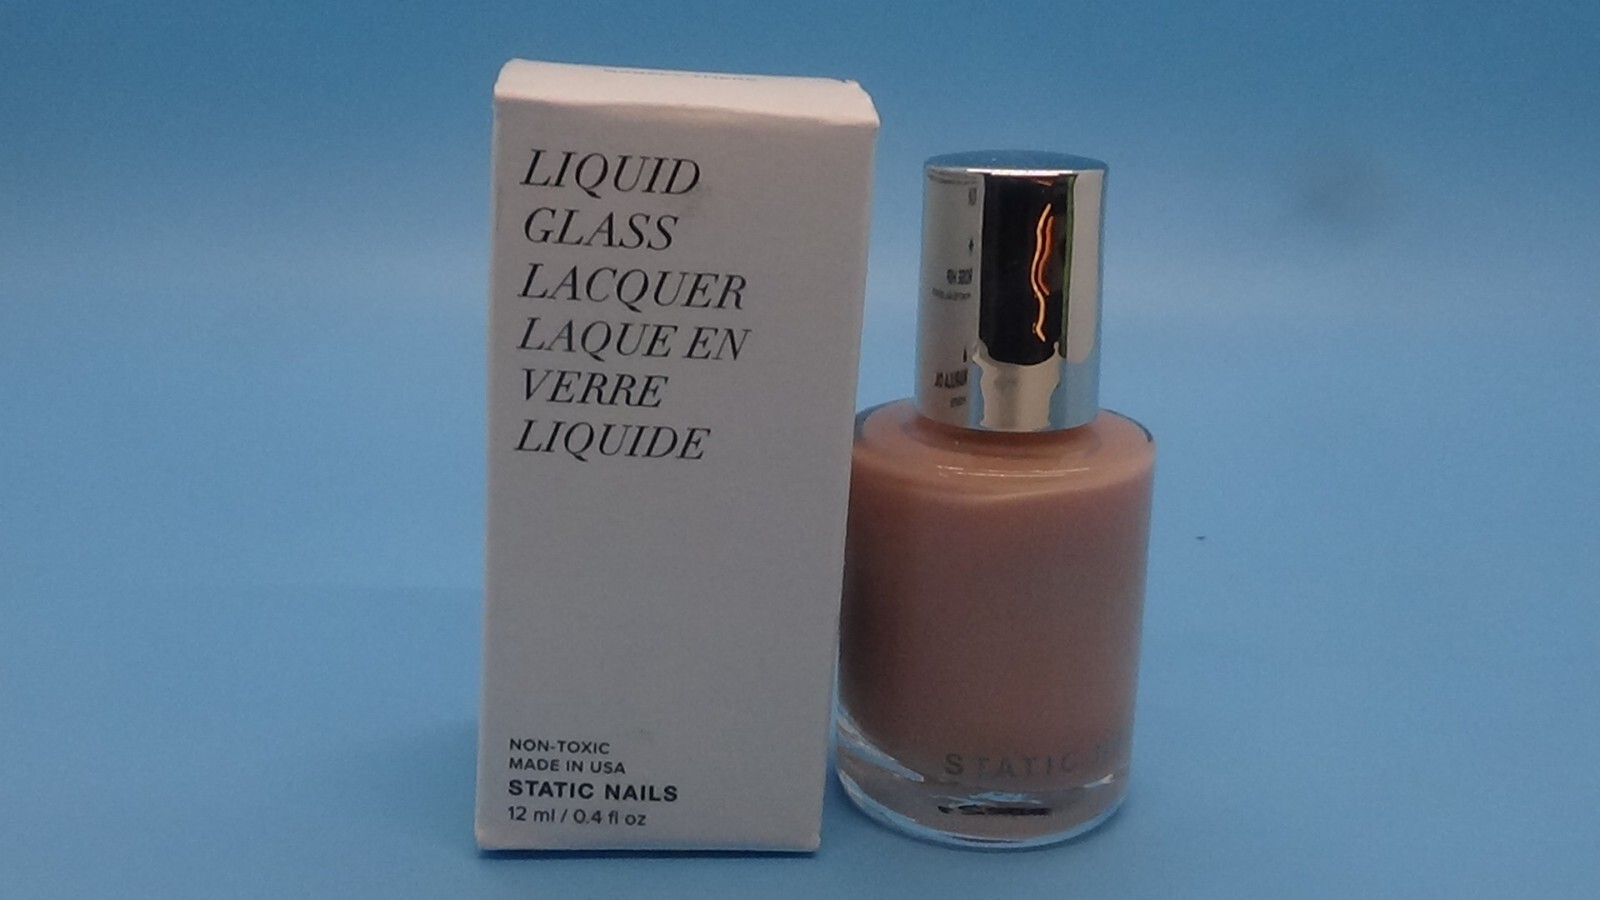 LIQUID
GLASS
LACQUER
LAQUE EN
VERRE
LIQUIDE
NON-TOXIC
MADE IN USA
STATIC NAILS
12 ml / 0.4 fl oz
STATIC